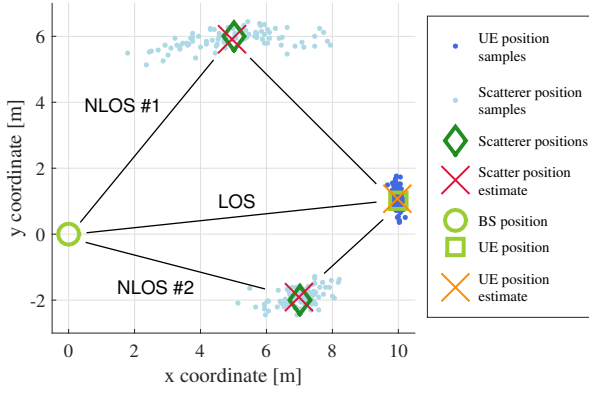 6
4
2
0
-2
0
2
4
6
8
10
x coordinate [m]
y coordinate [m]
NLOS #1
LOS
NLOS #2
UE position
samples
Scatterer position
samples
Scatterer positions
Scatter position
estimate
BS position
UE position
UE position
estimate